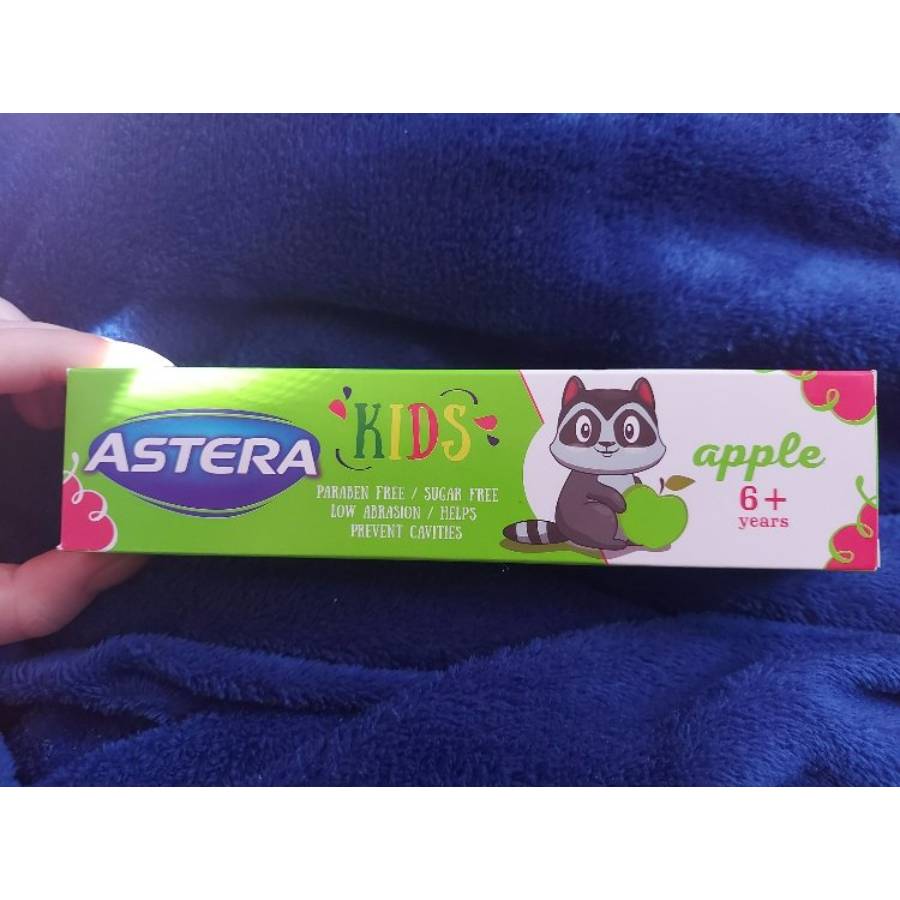 ASTERA
KIDS
PARABEN FREE / SUGAR FREE
LOW ABRASION / HELPS
PREVENT CAVITIES
apple
6+
years